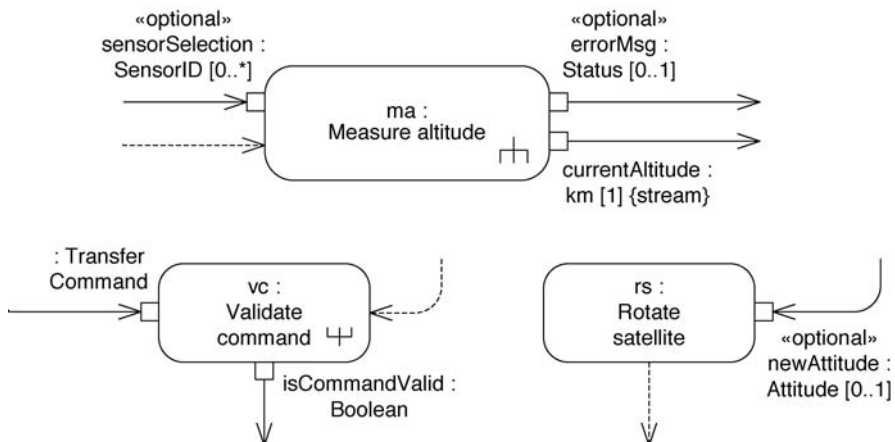 «optional»
sensorSelection :
SensorID [0..*]
ma :
Measure altitude
«optional»
errorMsg :
Status [0..1]
currentAltitude :
km [1] {stream}
: Transfer
Command
vc :
Validate
command
isCommandValid :
Boolean
rs :
Rotate
satellite
«optional»
newAttitude :
Attitude [0..1]